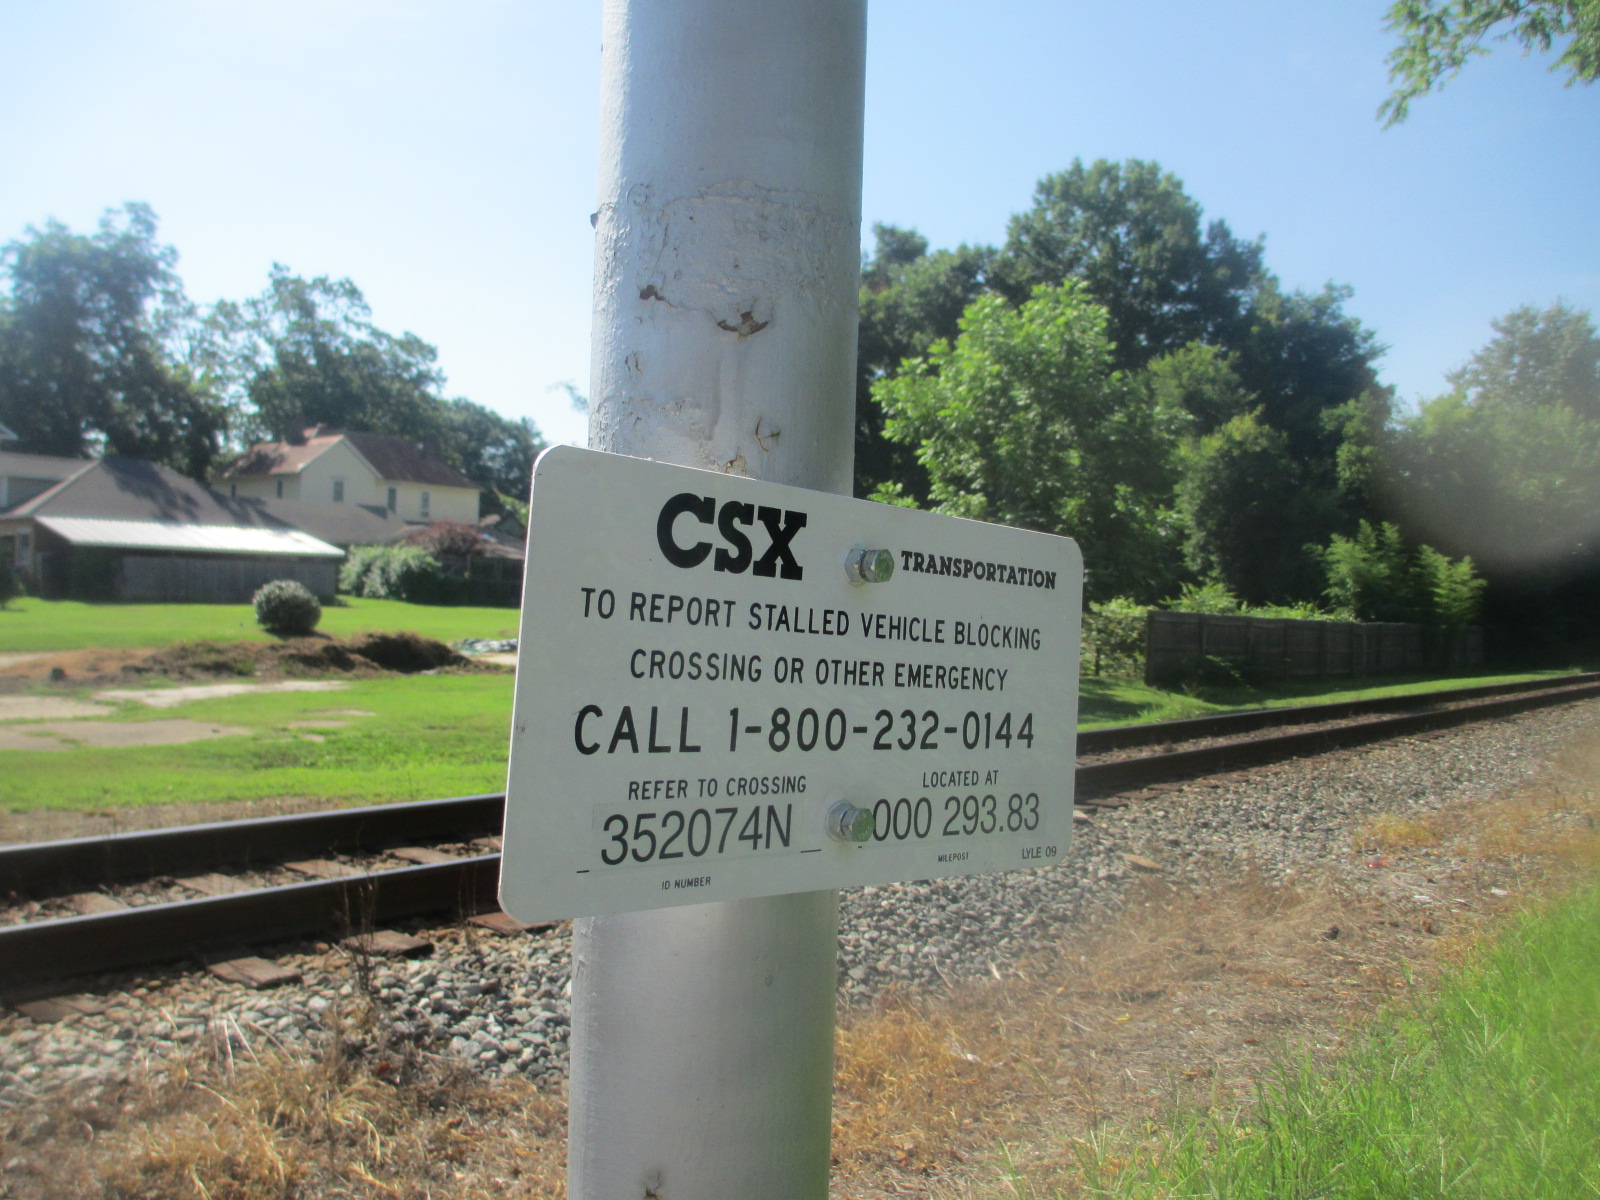 CSX TRANSPORTATION
TO REPORT STALLED VEHICLE BLOCKING
CROSSING OR OTHER EMERGENCY
CALL 1-800-232-0144
REFER TO CROSSING LOCATED AT
352074N 000 293.83
ID NUMBER MILEPOST LYLE 09